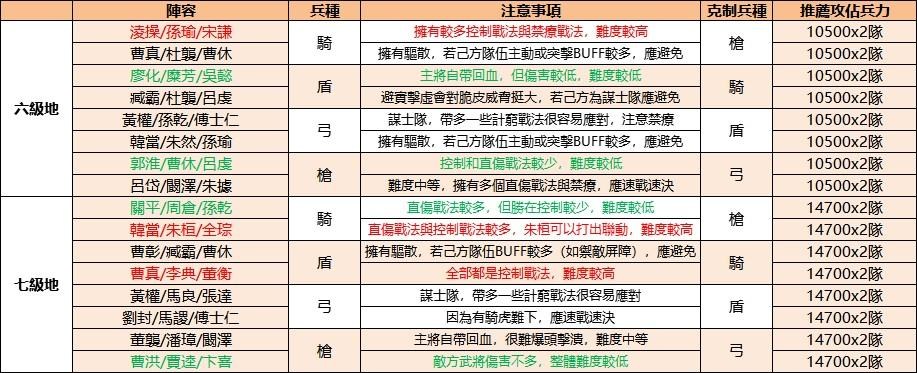 陣容 兵種 注意事項 克制兵種 推薦攻佔兵力
六級地
淩操/孫瑜/宋謙 騎 擁有較多控制戰法與禁療戰法，難度較高 槍 10500x2隊
曹真/杜襲/曹休 擁有驅散，若己方隊伍主動或突擊BUFF較多，應避免 10500x2隊
廖化/糜芳/吳懿 盾 主將自帶回血，但傷害較低，難度較低 騎 10500x2隊
臧霸/杜襲/呂虔 避實擊虛會對脆皮威脅挺大，若己方為謀士隊應避免 10500x2隊
黃權/孫乾/傅士仁 弓 謀士隊，帶多一些計窮戰法很容易應對，注意禁療 盾 10500x2隊
韓當/朱然/孫瑜 擁有驅散，若己方隊伍主動或突擊BUFF較多，應避免 10500x2隊
郭淮/曹休/呂虔 槍 控制和直傷戰法較少，難度較低 弓 10500x2隊
呂岱/闞澤/朱據 難度中等，擁有多個直傷戰法與禁療，應速戰速決 10500x2隊
七級地
關平/周倉/孫乾 騎 直傷戰法較多，但勝在控制較少，難度較低 槍 14700x2隊
韓當/朱桓/全琮 直傷戰法與控制戰法較多，朱桓可以打出聯動，難度較高 14700x2隊
曹彰/臧霸/曹休 盾 擁有驅散，若己方隊伍BUFF較多（如禦敵屏障），應避免 騎 14700x2隊
曹真/李典/董衡 全部都是控制戰法，難度較高 14700x2隊
黃權/馬良/張達 弓 謀士隊，帶多一些計窮戰法很容易應對 盾 14700x2隊
劉封/馬謖/傅士仁 因為有騎虎難下，應速戰速決 14700x2隊
董襲/潘璋/闞澤 槍 主將自帶回血，很難爆頭擊潰，難度中等 弓 14700x2隊
曹洪/賈逵/卞喜 敵方武將傷害不多，整體難度較低 14700x2隊